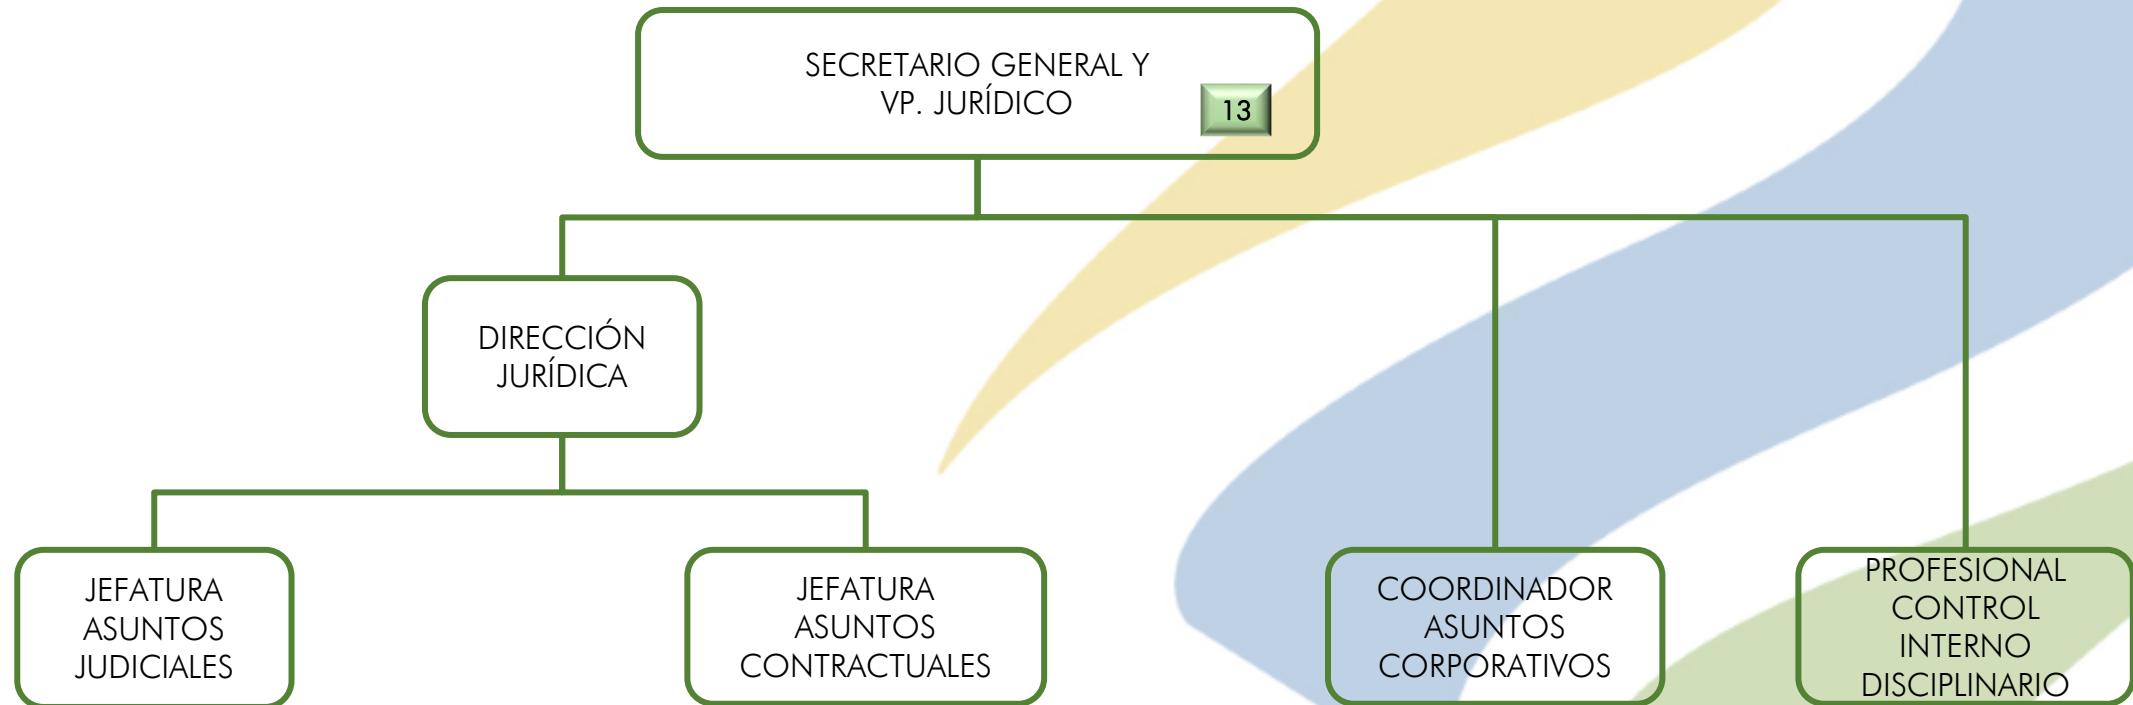 SECRETARIO GENERAL Y
VP. JURÍDICO
13
DIRECCIÓN
JURÍDICA
JEFATURA
ASUNTOS
JUDICIALES
JEFATURA
ASUNTOS
CONTRACTUALES
COORDINADOR
ASUNTOS
CORPORATIVOS
PROFESIONAL
CONTROL
INTERNO
DISCIPLINARIO